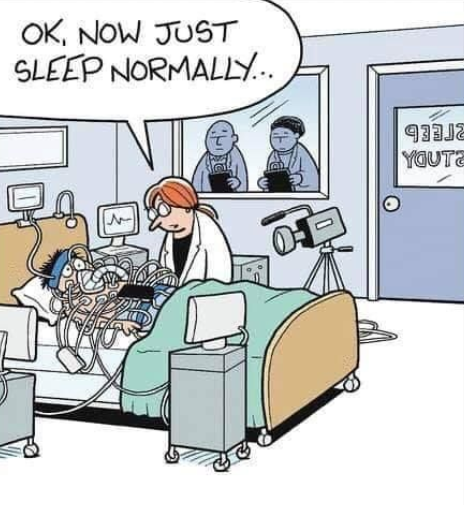 OK, NOW JUST
SLEEP NORMALLY...
SLEEP
STUDY